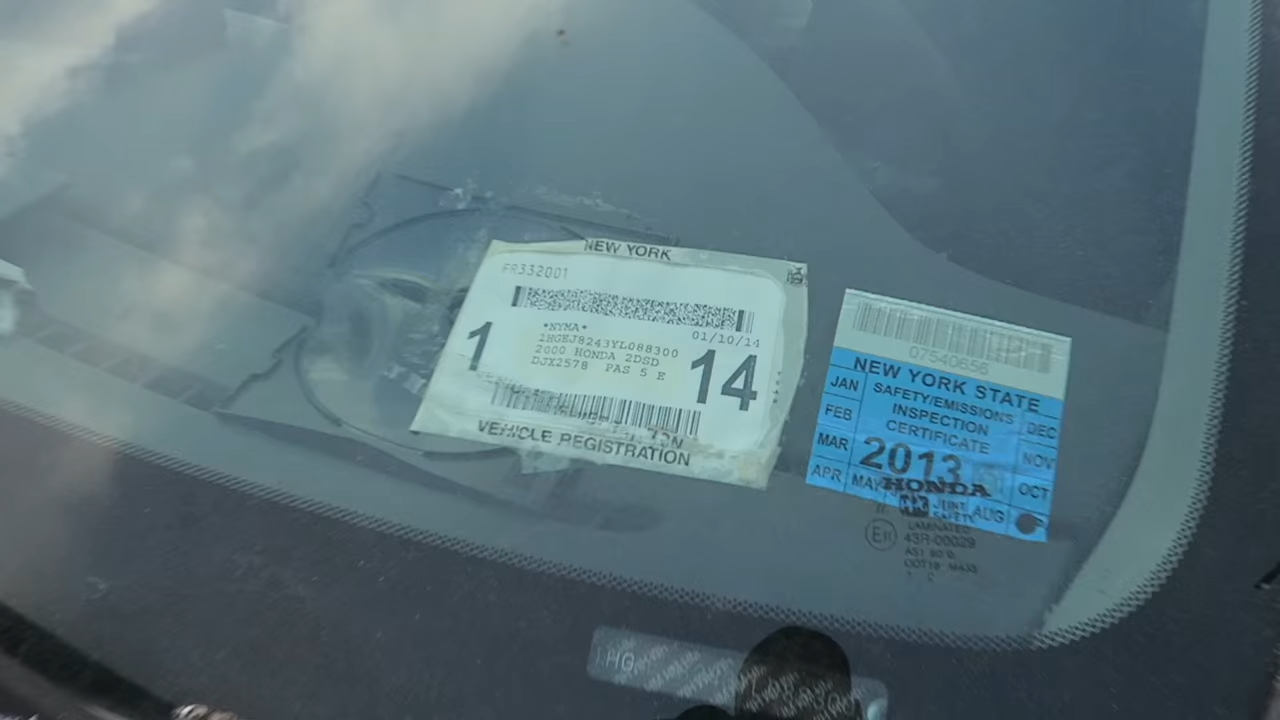 NEW YORK
FR332001
*NYMA*
01/10/14
1HGEJ8243YL088300
2000 HONDA 2DSD
DJX2578 PAS 5 E
1
14
VEHICLE REGISTRATION
07540656
NEW YORK STATE
SAFETY/EMISSIONS
INSPECTION
CERTIFICATE
2013
JAN
FEB
MAR
APR
MAY
AUG
OCT
NOV
DEC
HONDA
SAFETY
LAMINATED
43R-00029
1HG